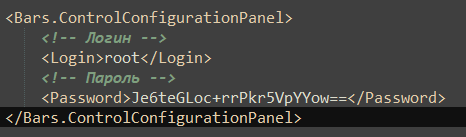 <Bars.ControlConfigurationPanel>
<!-- Логин -->
<Login>root</Login>
<!-- Пароль -->
<Password>Je6teGLoc+rrPkr5VpYYow==</Password>
</Bars.ControlConfigurationPanel>